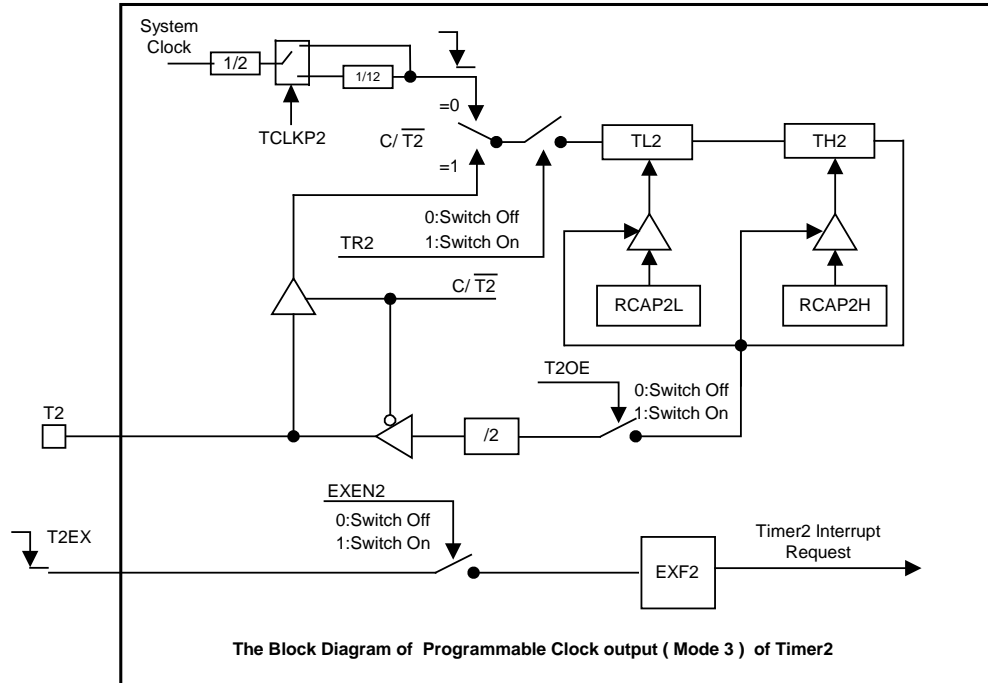 System
Clock
1/2
1/12
TCLKP2
=0
C/ T2
=1
TL2
TH2
0:Switch Off
1:Switch On
TR2
C/ T2
RCAP2L
RCAP2H
T2OE
0:Switch Off
1:Switch On
T2
/2
EXEN2
0:Switch Off
1:Switch On
T2EX
EXF2
Timer2 Interrupt
Request
The Block Diagram of Programmable Clock output ( Mode 3 ) of Timer2